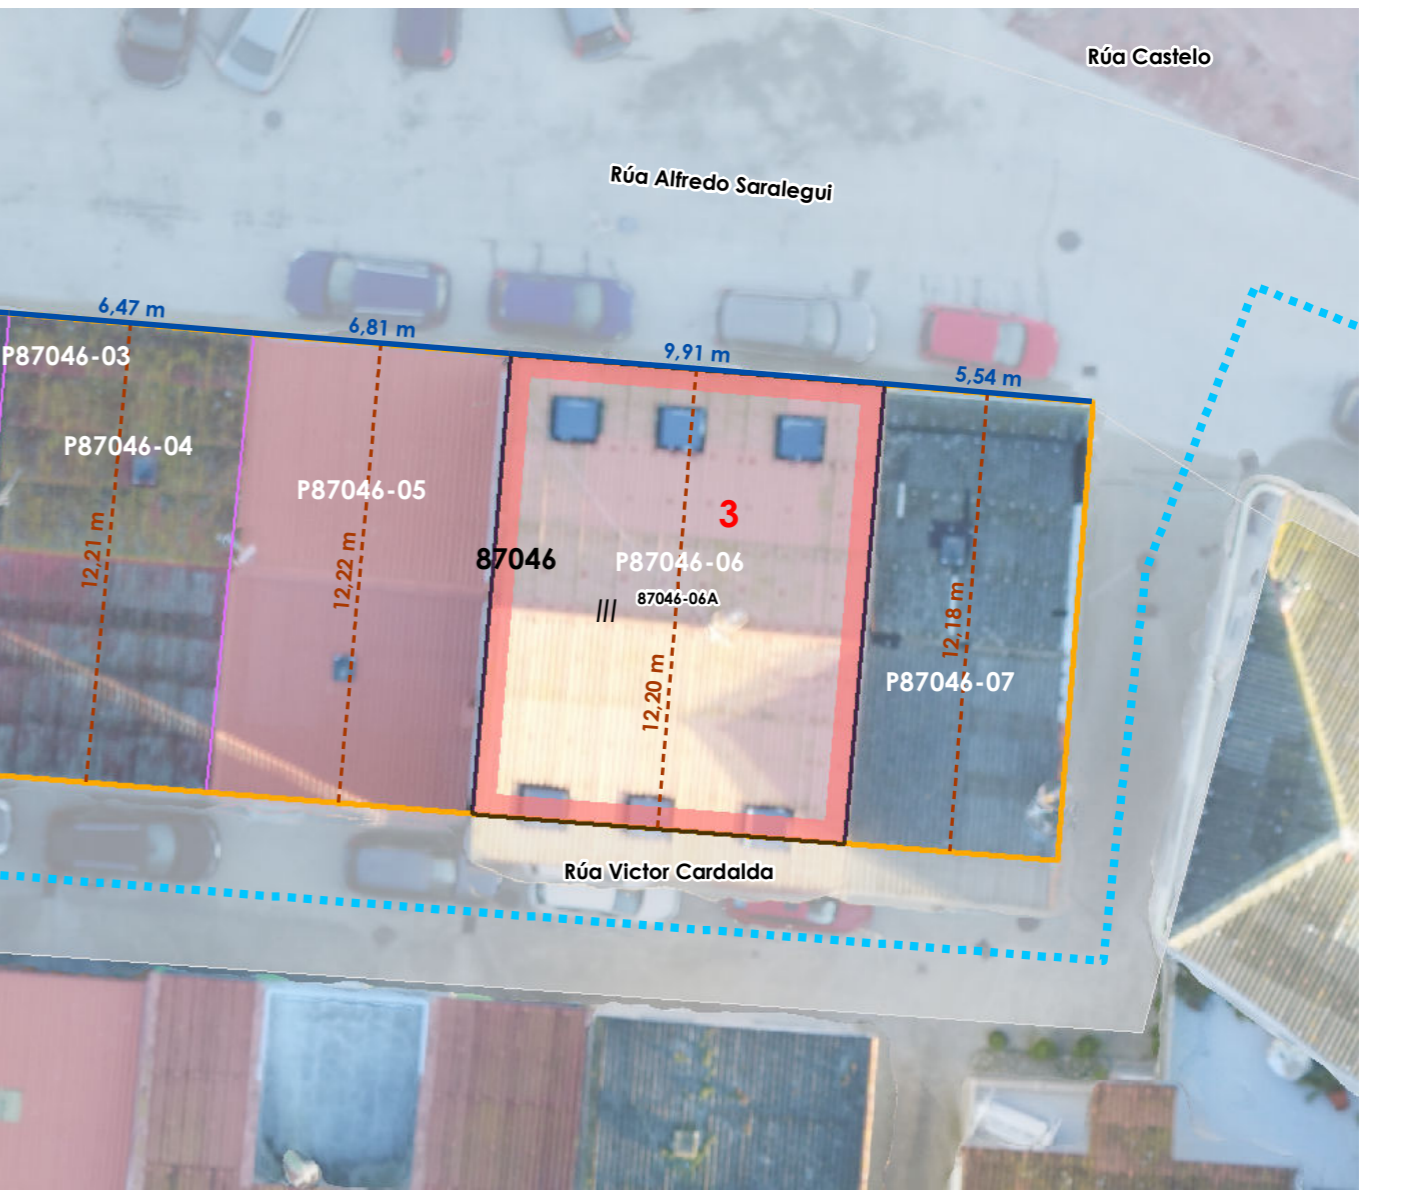 Rúa Castelo
Rúa Alfredo Saralegui
6,47 m
6,81 m
9,91 m
5,54 m
P87046-03
P87046-04
P87046-05
3
87046
P87046-06
87046-06A
III
12,21 m
12,22 m
12,20 m
12,18 m
P87046-07
Rúa Victor Cardalda